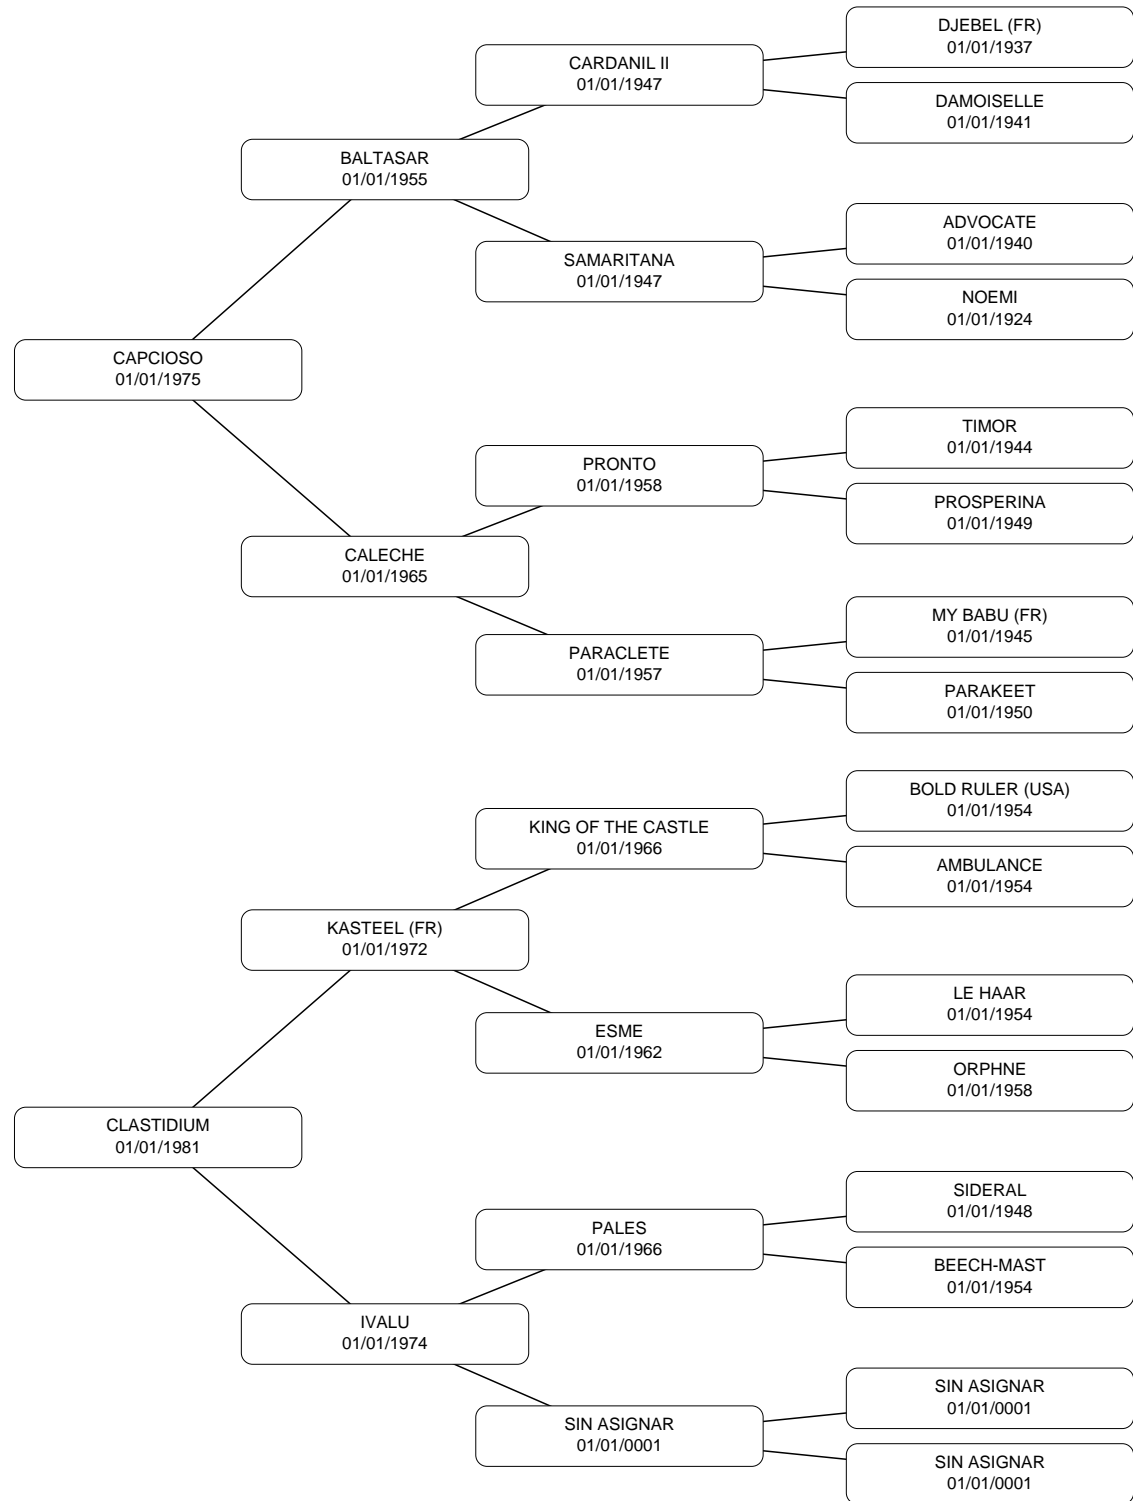 DJEBEL (FR)
01/01/1937
CARDANIL II
01/01/1947
DAMOISELLE
01/01/1941
BALTASAR
01/01/1955
ADVOCATE
01/01/1940
SAMARITANA
01/01/1947
NOEMI
01/01/1924
CAPCIOSO
01/01/1975
TIMOR
01/01/1944
PRONTO
01/01/1958
PROSPERINA
01/01/1949
CALECHE
01/01/1965
MY BABU (FR)
01/01/1945
PARACLETE
01/01/1957
PARAKEET
01/01/1950
BOLD RULER (USA)
01/01/1954
KING OF THE CASTLE
01/01/1966
AMBULANCE
01/01/1954
KASTEEL (FR)
01/01/1972
LE HAAR
01/01/1954
ESME
01/01/1962
ORPHNE
01/01/1958
CLASTIDIUM
01/01/1981
SIDERAL
01/01/1948
PALES
01/01/1966
BEECH-MAST
01/01/1954
IVALU
01/01/1974
SIN ASIGNAR
01/01/0001
SIN ASIGNAR
01/01/0001
SIN ASIGNAR
01/01/0001